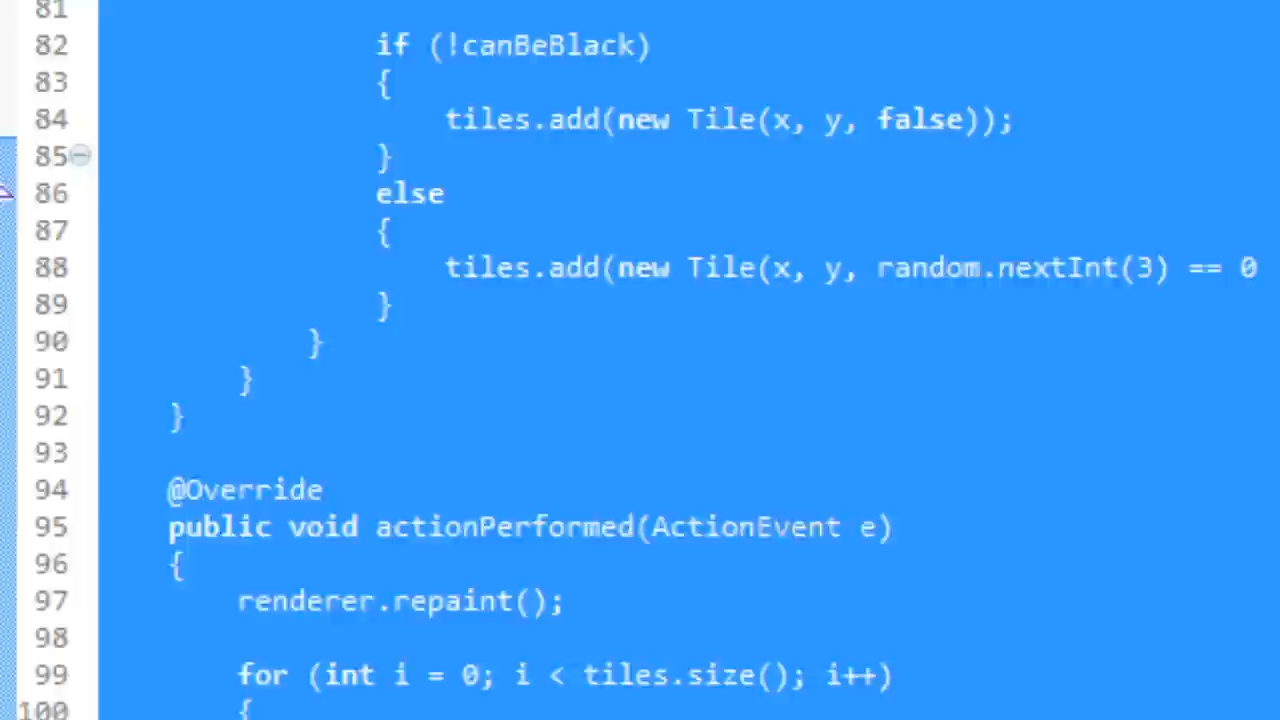 81
82 if (!canBeBlack)
83 {
84 tiles.add(new Tile(x, y, false));
85 }
86 else
87 {
88 tiles.add(new Tile(x, y, random.nextInt(3) == 0
89 }
90 }
91 }
92 }
93
94 @Override
95 public void actionPerformed(ActionEvent e)
96 {
97 renderer.repaint();
98
99 for (int i = 0; i < tiles.size(); i++)
100 {